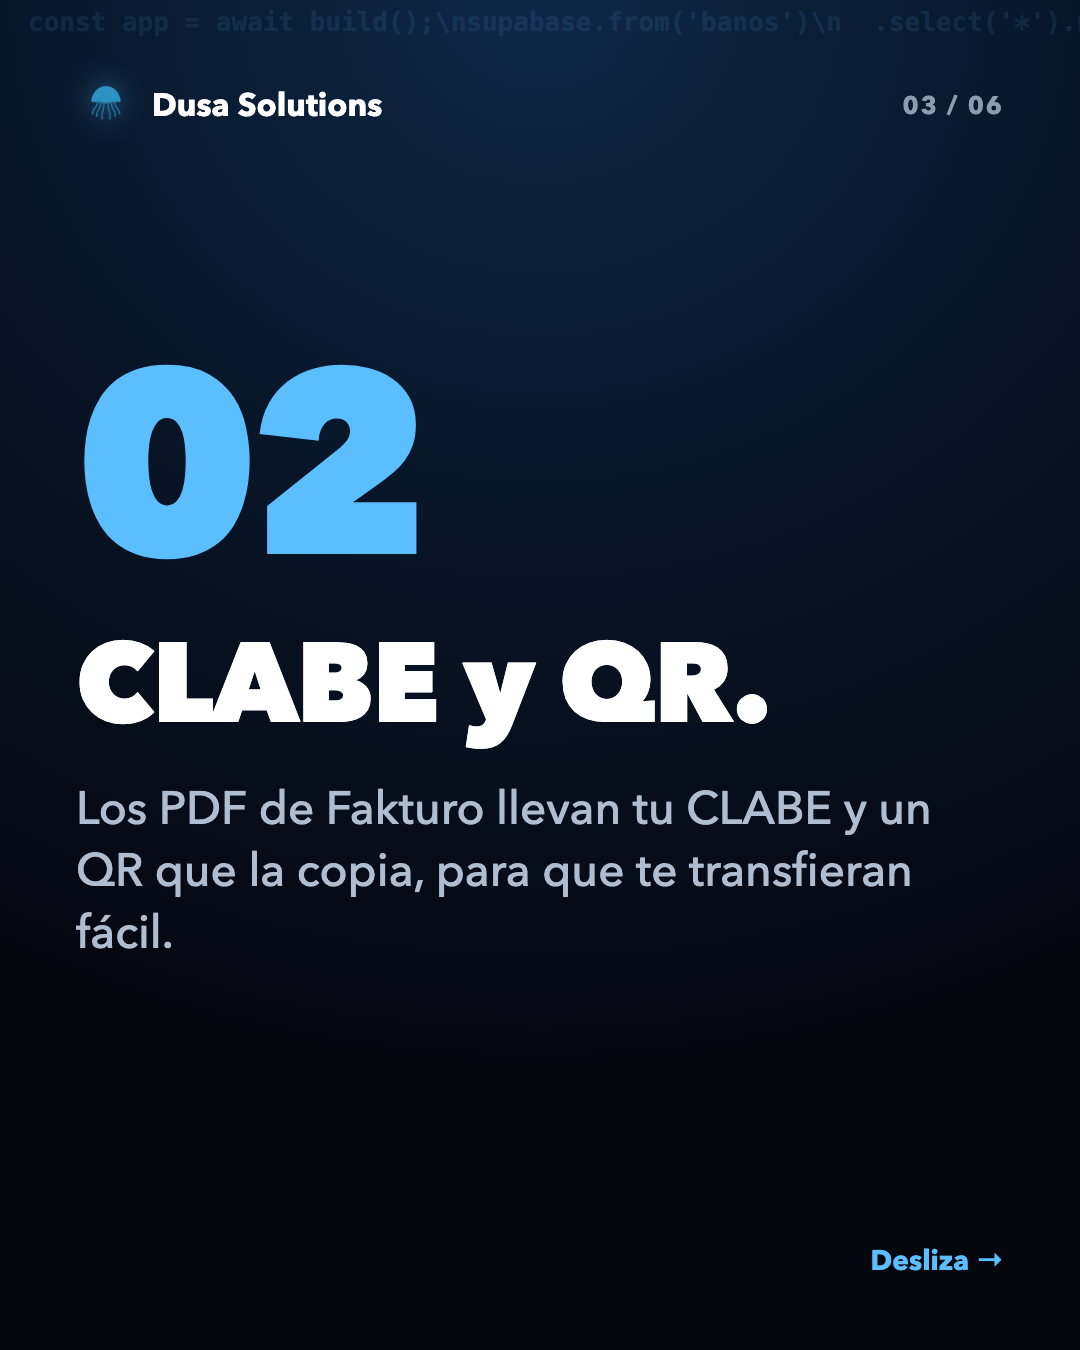 const app = await build();\nsupabase.from('banos')\n  .select('*').
Dusa Solutions
03 / 06
02
CLABE y QR.
Los PDF de Fakturo llevan tu CLABE y un
QR que la copia, para que te transfieran
fácil.
Desliza →